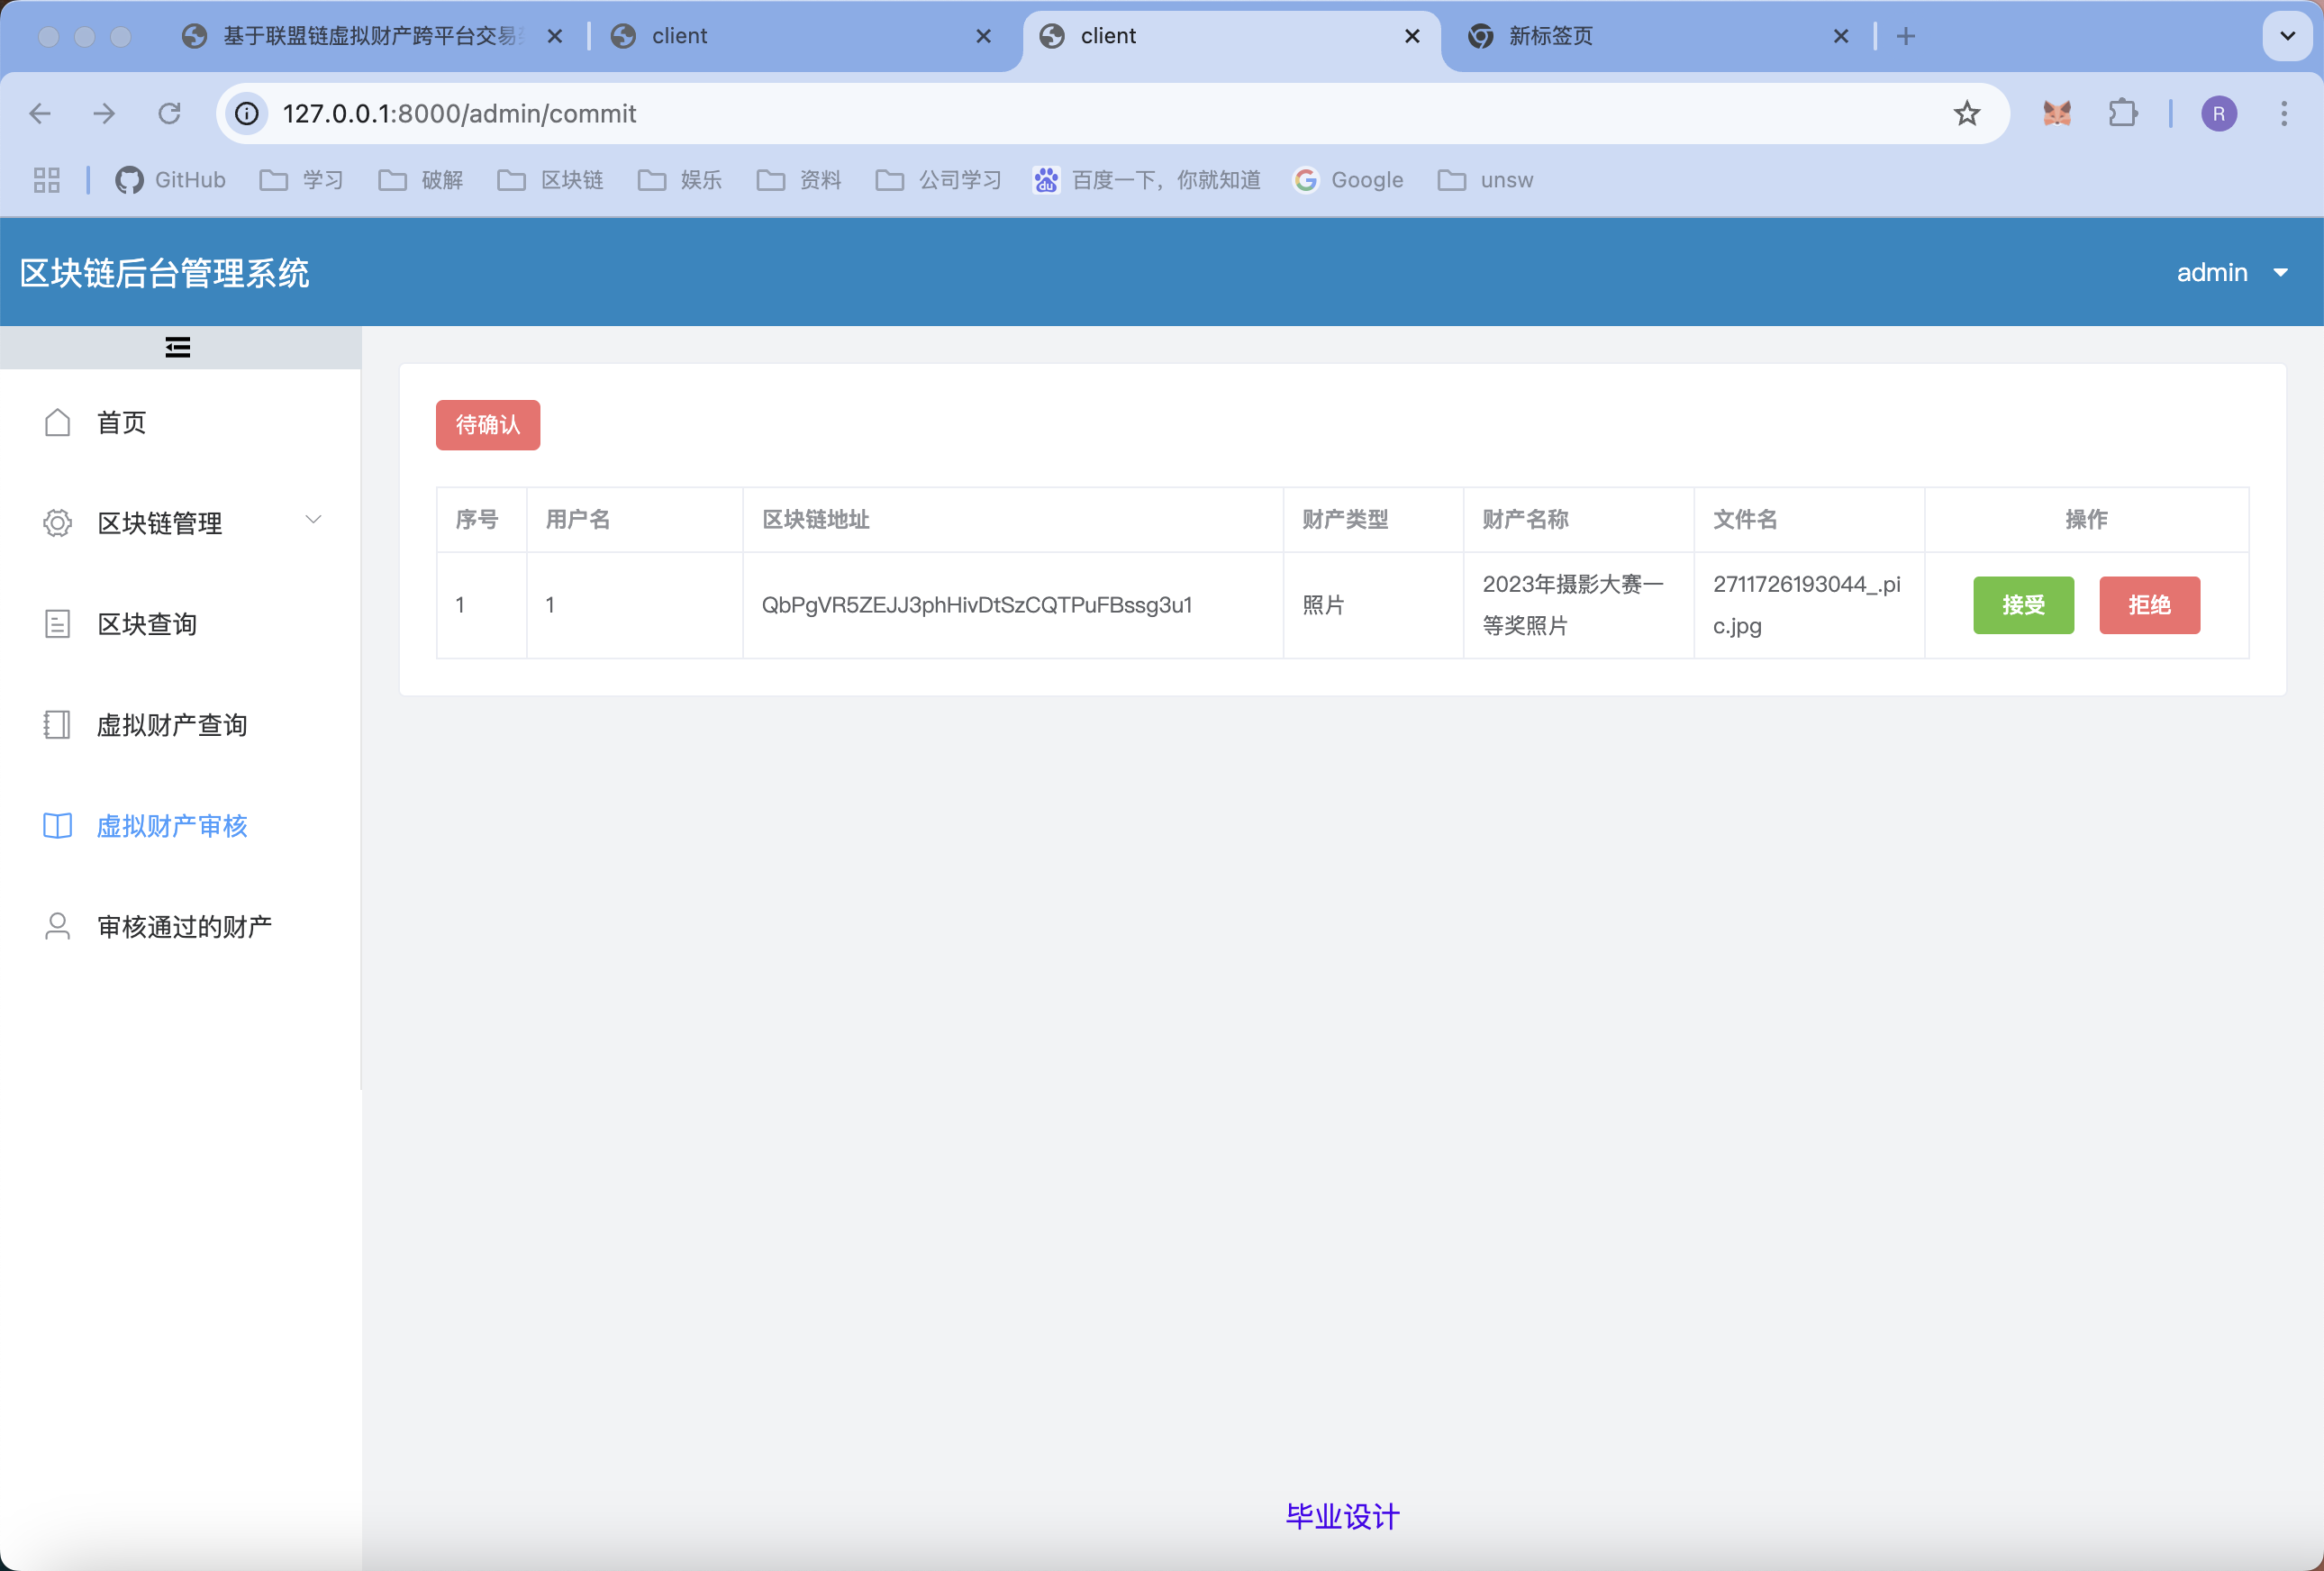 基于联盟链虚拟财产跨平台交易
client
client
新标签页
127.0.0.1:8000/admin/commit
R
GitHub
学习
破解
区块链
娱乐
资料
公司学习
百度一下，你就知道
Google
unsw
区块链后台管理系统
admin
首页
区块链管理
区块查询
虚拟财产查询
虚拟财产审核
审核通过的财产
待确认
序号 用户名 区块链地址 财产类型 财产名称 文件名 操作
1 1 QbPgVR5ZEJJ3phHivDtSzCQTPuFBssg3u1 照片
2023年摄影大赛一
等奖照片
2711726193044_.pi
c.jpg
接受 拒绝
毕业设计